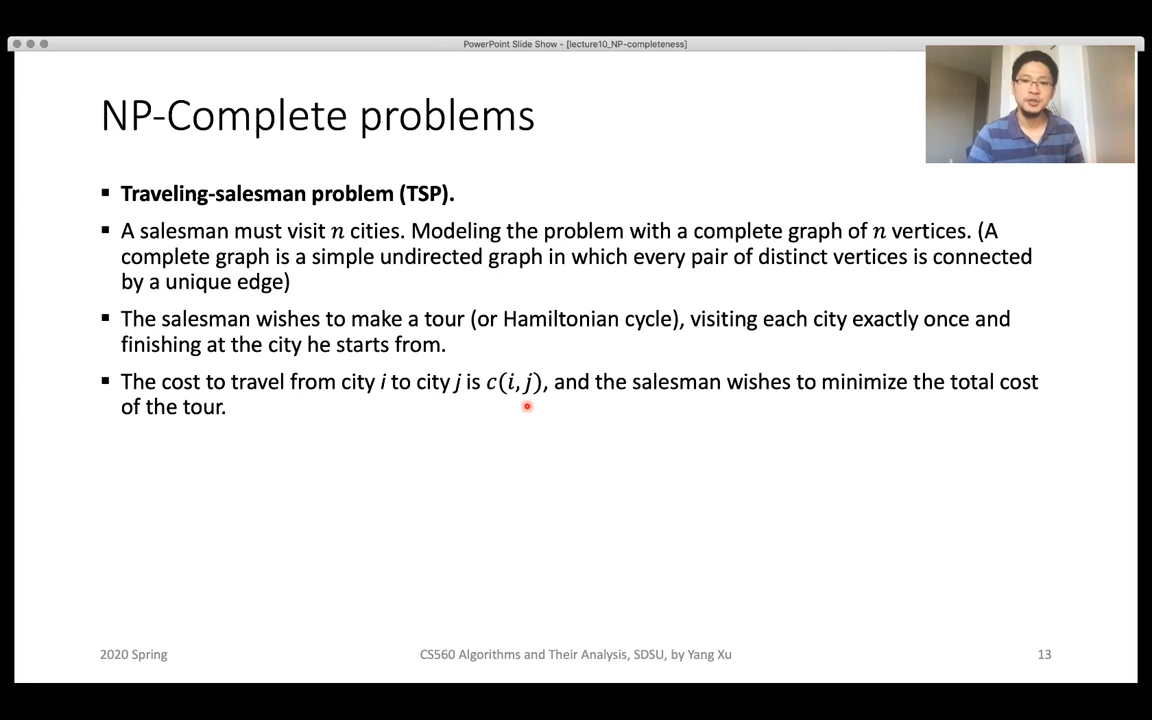 PowerPoint Slide Show - [lecture10_NP-completeness]
NP-Complete problems
▪ Traveling-salesman problem (TSP).
▪ A salesman must visit n cities. Modeling the problem with a complete graph of n vertices. (A
complete graph is a simple undirected graph in which every pair of distinct vertices is connected
by a unique edge)
▪ The salesman wishes to make a tour (or Hamiltonian cycle), visiting each city exactly once and
finishing at the city he starts from.
▪ The cost to travel from city i to city j is c(i, j), and the salesman wishes to minimize the total cost
of the tour.
2020 Spring CS560 Algorithms and Their Analysis, SDSU, by Yang Xu 13